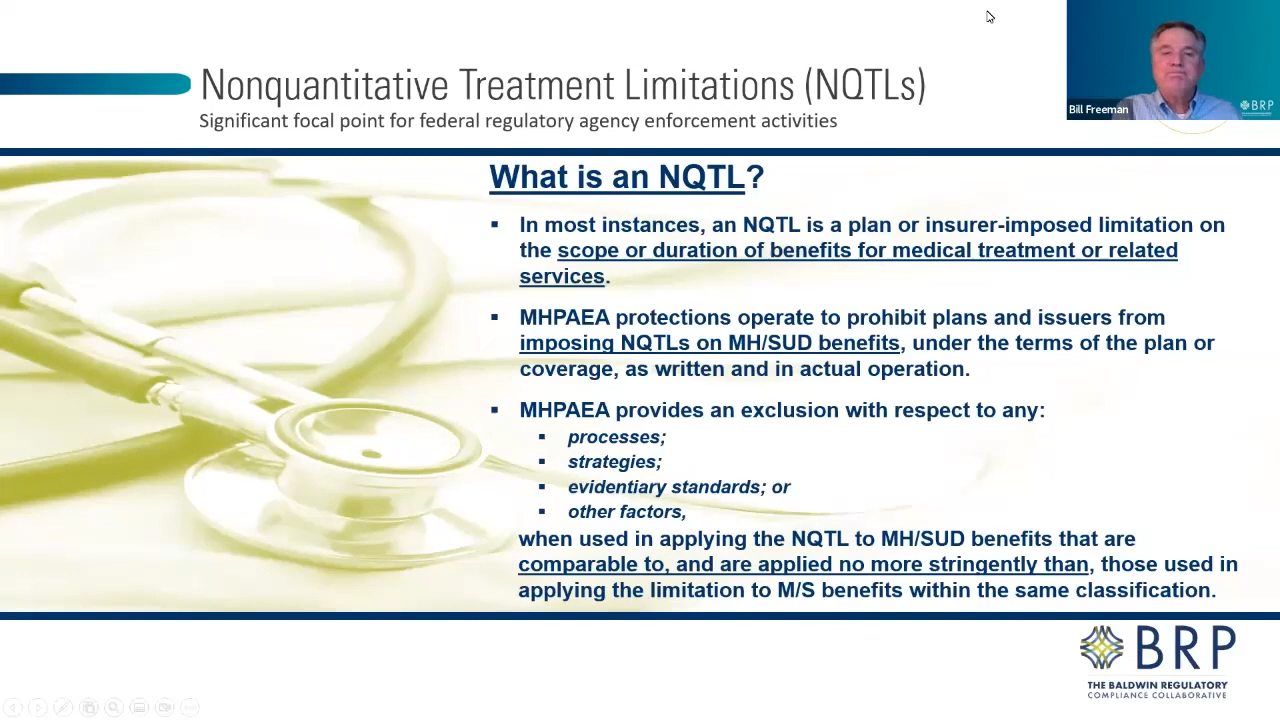 Nonquantitative Treatment Limitations (NQTLs)
Significant focal point for federal regulatory agency enforcement activities
Bill Freeman
BRP
What is an NQTL?
▪ In most instances, an NQTL is a plan or insurer-imposed limitation on
the scope or duration of benefits for medical treatment or related
services.
▪ MHPAEA protections operate to prohibit plans and issuers from
imposing NQTLs on MH/SUD benefits, under the terms of the plan or
coverage, as written and in actual operation.
▪ MHPAEA provides an exclusion with respect to any:
▪ processes;
▪ strategies;
▪ evidentiary standards; or
▪ other factors,
when used in applying the NQTL to MH/SUD benefits that are
comparable to, and are applied no more stringently than, those used in
applying the limitation to M/S benefits within the same classification.
BRP
THE BALDWIN REGULATORY
COMPLIANCE COLLABORATIVE